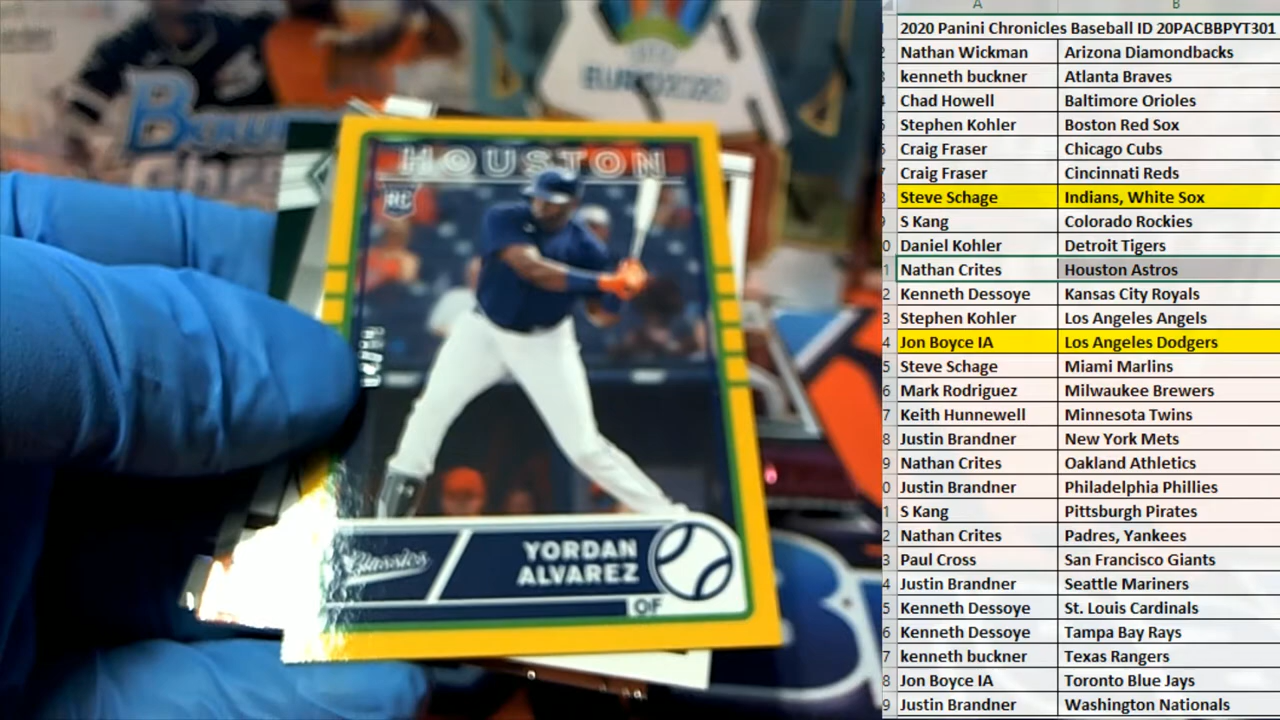 HOUSTON
RC
Classics
YORDAN
ALVAREZ
OF
A B
2020 Panini Chronicles Baseball ID 20PACBBPYT301
Nathan Wickman Arizona Diamondbacks
kenneth buckner Atlanta Braves
Chad Howell Baltimore Orioles
Stephen Kohler Boston Red Sox
Craig Fraser Chicago Cubs
Craig Fraser Cincinnati Reds
Steve Schage Indians, White Sox
S Kang Colorado Rockies
Daniel Kohler Detroit Tigers
Nathan Crites Houston Astros
Kenneth Dessoye Kansas City Royals
Stephen Kohler Los Angeles Angels
Jon Boyce IA Los Angeles Dodgers
Steve Schage Miami Marlins
Mark Rodriguez Milwaukee Brewers
Keith Hunnewell Minnesota Twins
Justin Brandner New York Mets
Nathan Crites Oakland Athletics
Justin Brandner Philadelphia Phillies
S Kang Pittsburgh Pirates
Nathan Crites Padres, Yankees
Paul Cross San Francisco Giants
Justin Brandner Seattle Mariners
Kenneth Dessoye St. Louis Cardinals
Kenneth Dessoye Tampa Bay Rays
kenneth buckner Texas Rangers
Jon Boyce IA Toronto Blue Jays
Justin Brandner Washington Nationals